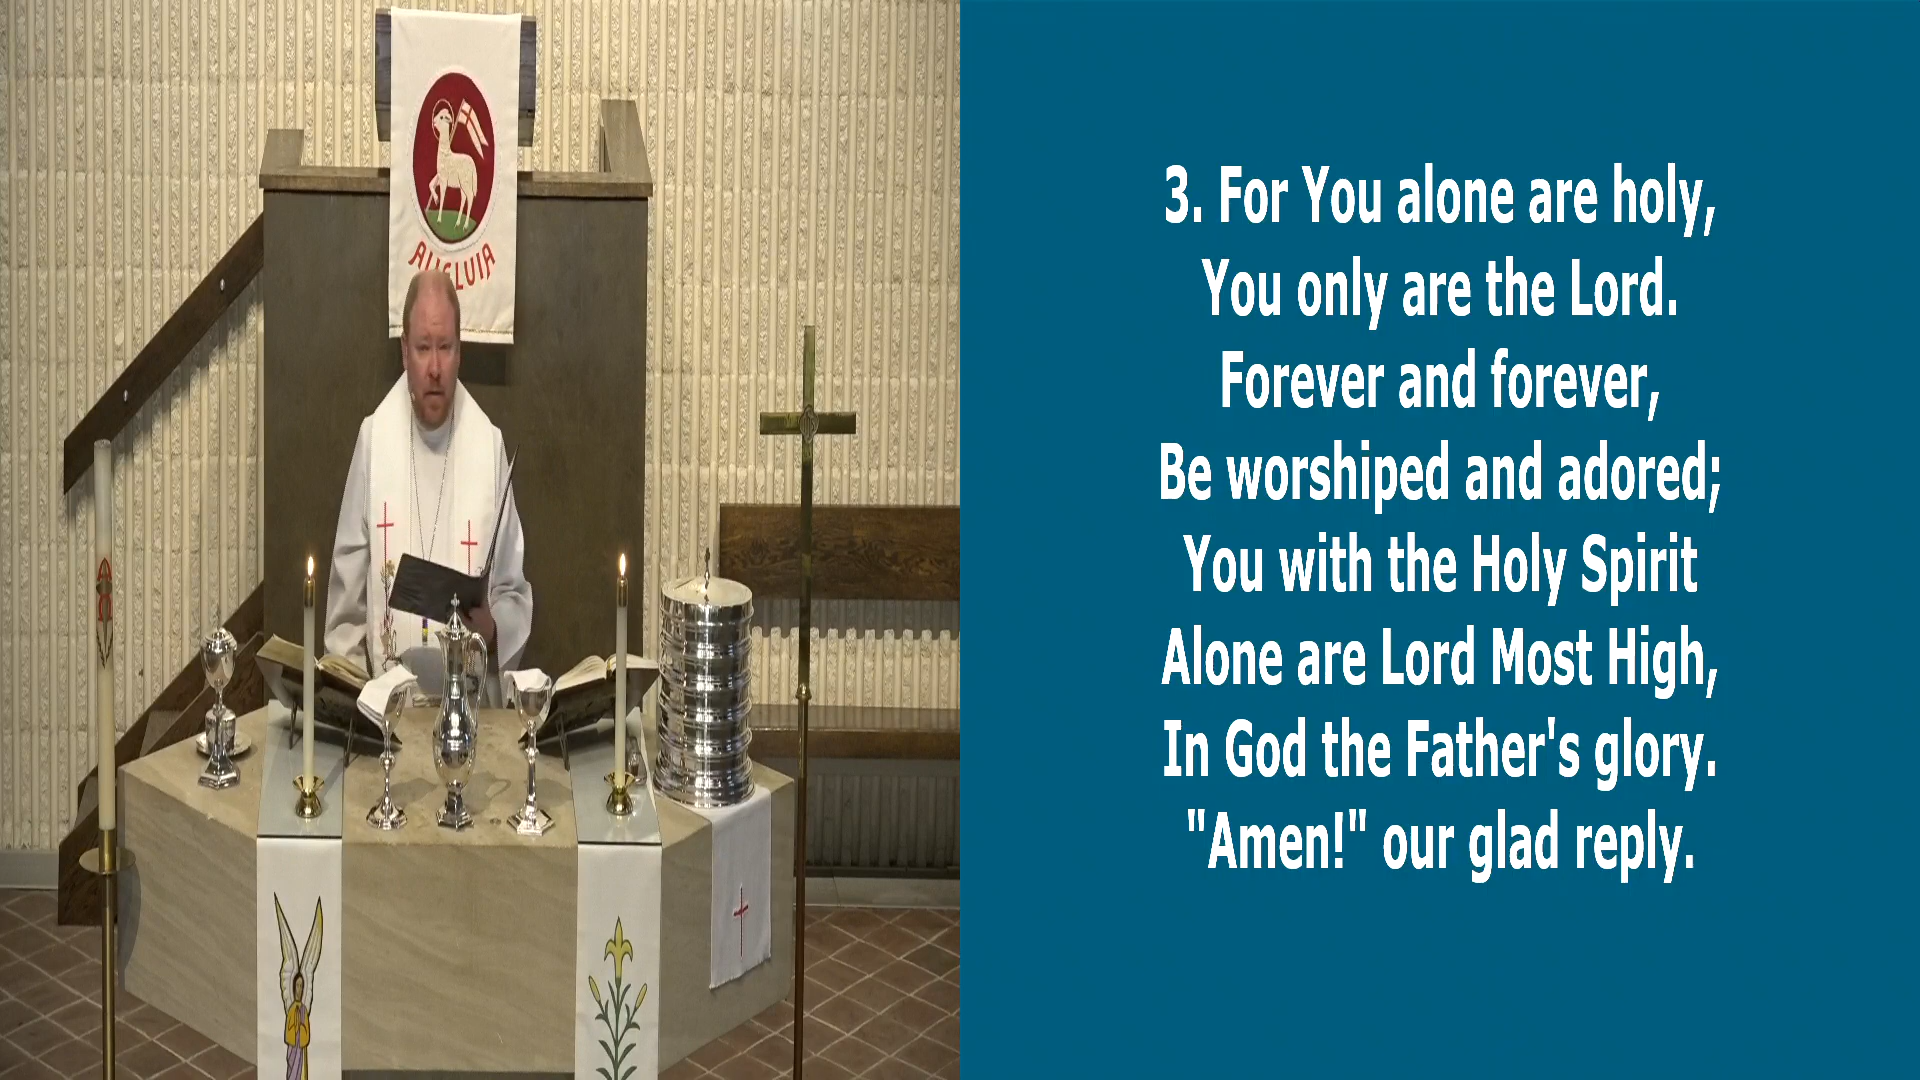 ALLELUIA
3. For You alone are holy,
You only are the Lord.
Forever and forever,
Be worshiped and adored;
You with the Holy Spirit
Alone are Lord Most High,
In God the Father's glory.
"Amen!" our glad reply.